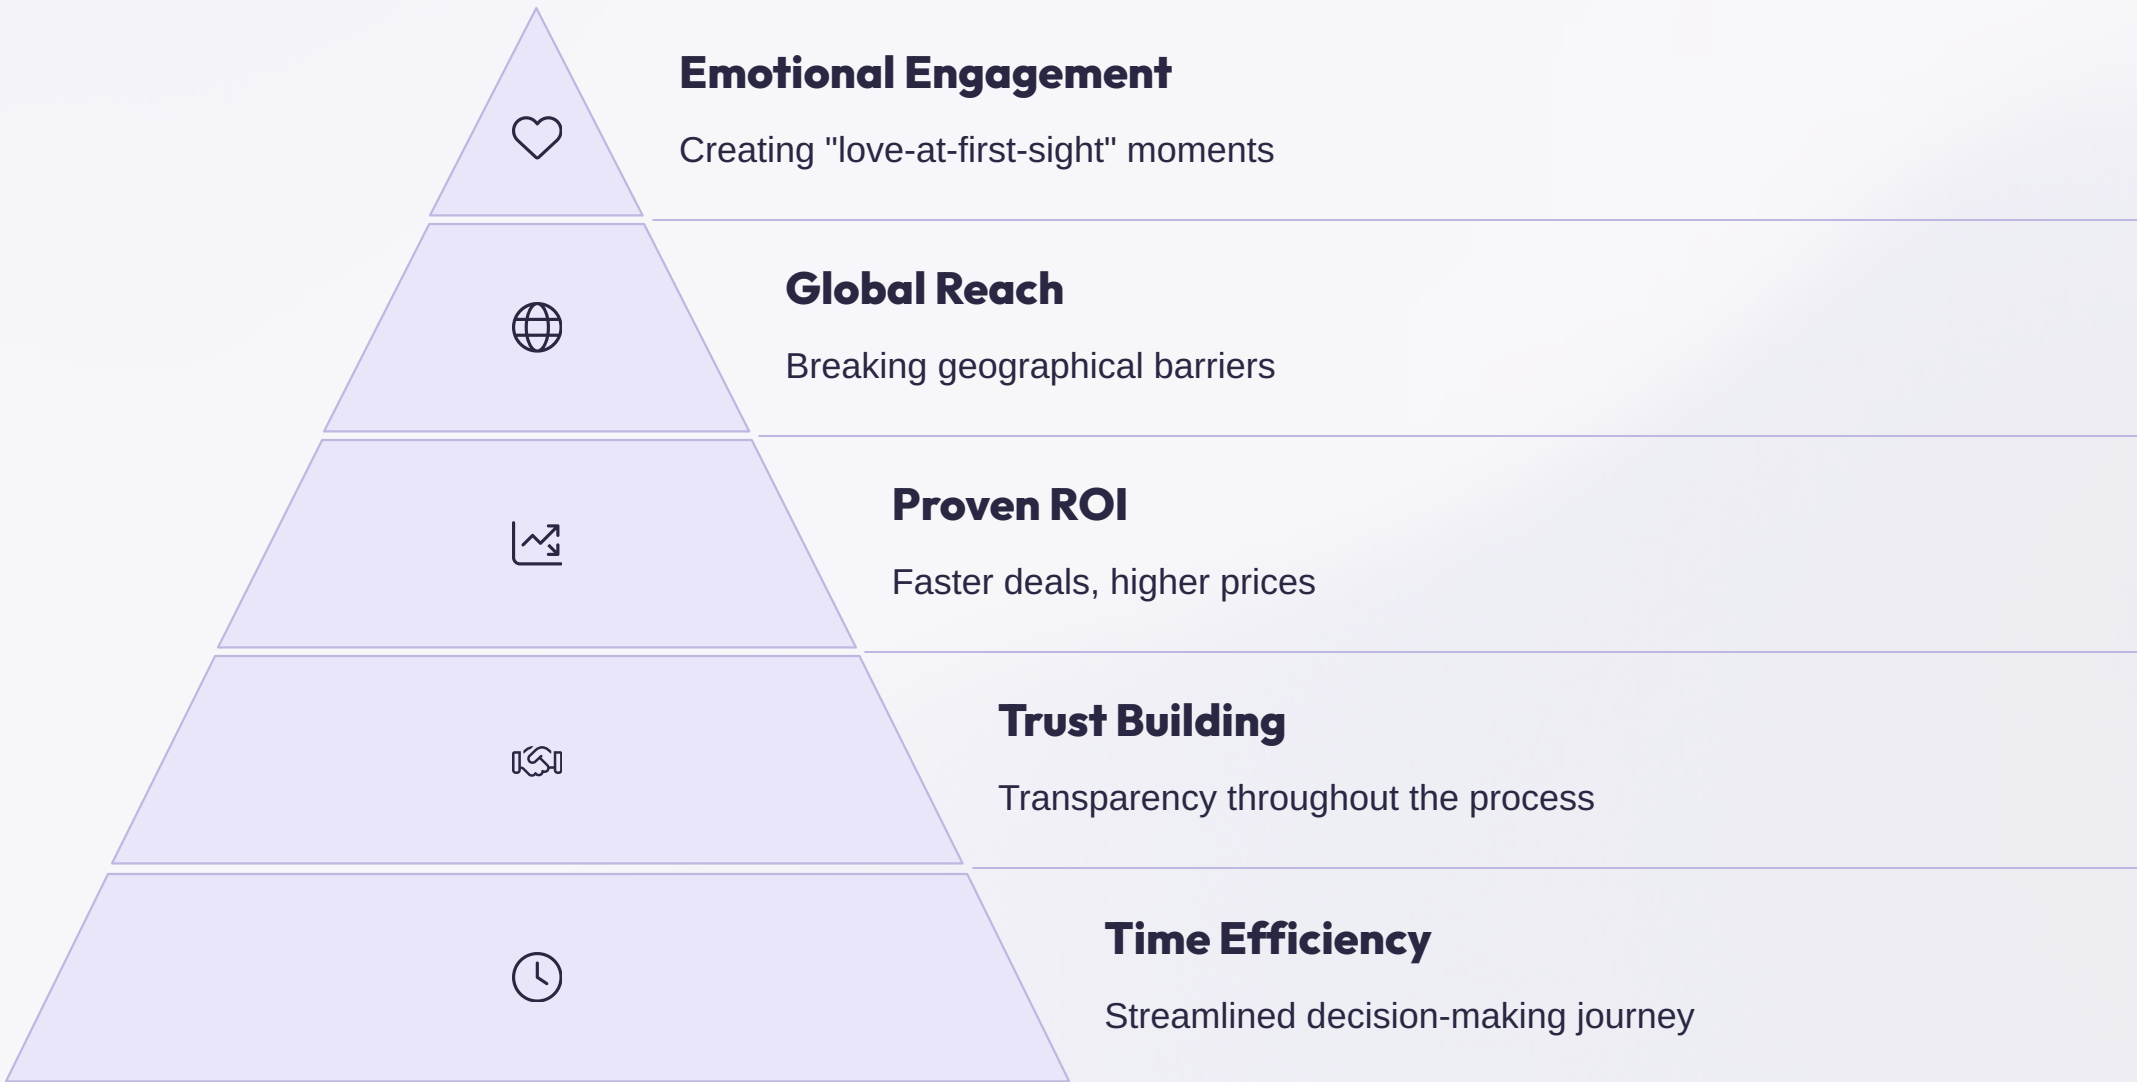 Emotional Engagement
Creating "love-at-first-sight" moments
Global Reach
Breaking geographical barriers
Proven ROI
Faster deals, higher prices
Trust Building
Transparency throughout the process
Time Efficiency
Streamlined decision-making journey